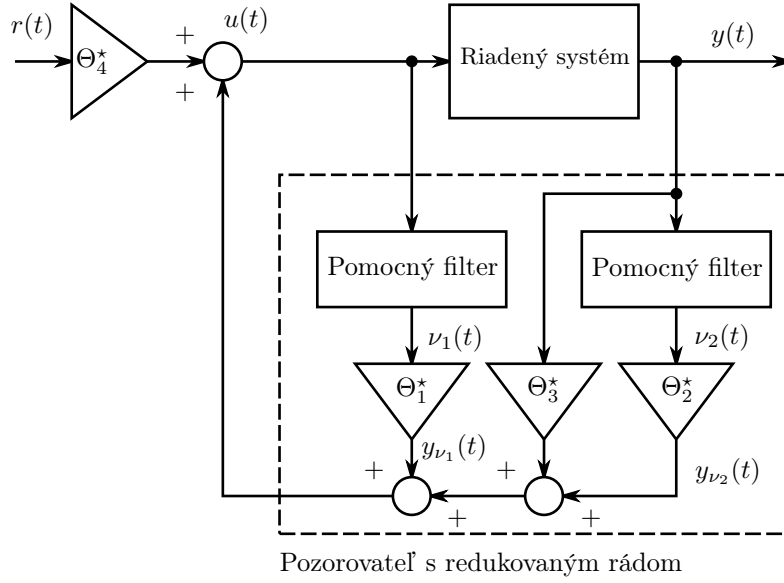 r(t)
Θ₄*
+
+
u(t)
Riadený systém
y(t)
Pomocný filter
Pomocný filter
ν₁(t)
ν₂(t)
Θ₁*
Θ₃*
Θ₂*
y_ν₁(t)
y_ν₂(t)
+
+
+
+
Pozorovateľ s redukovaným rádom